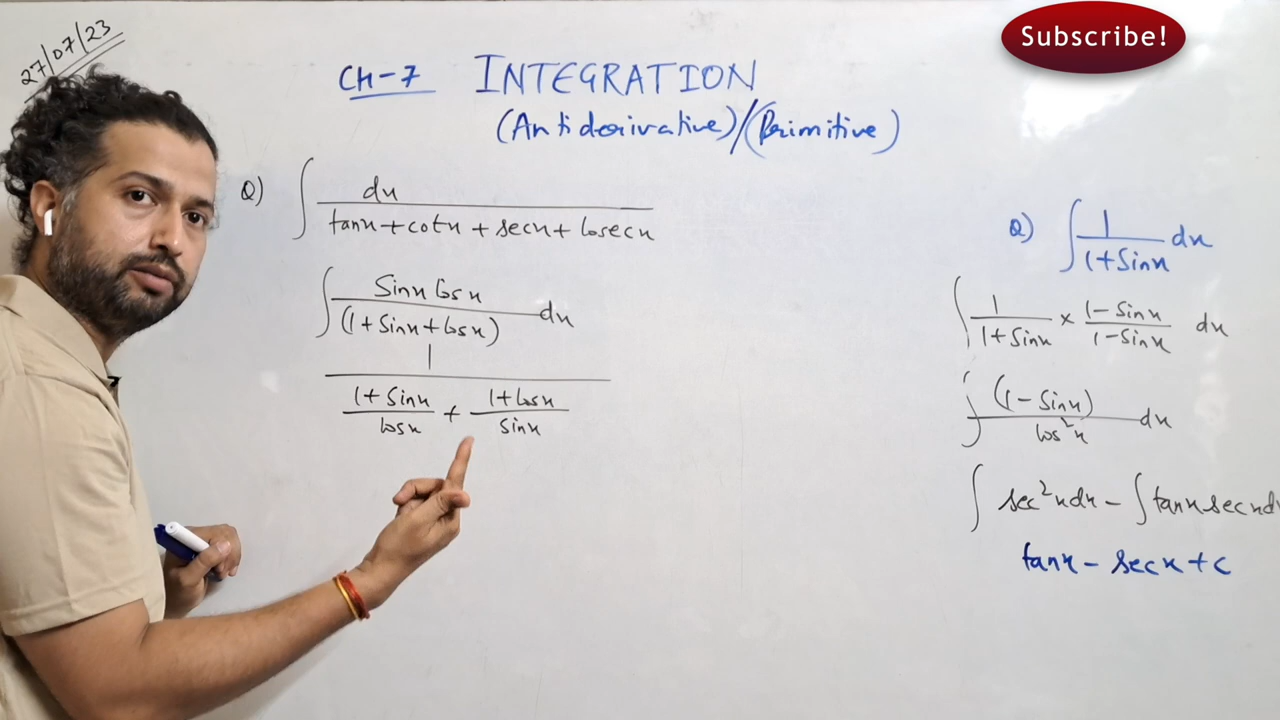 27/07/23
Subscribe!
CH-7 INTEGRATION
(Antiderivative)/(Primitive)
Q) ∫ dx / (tanx + cotx + secx + cosecx)
∫ Sinx Cosx / (1 + Sinx + Cosx) dx
1 / ((1 + Sinx)/cosx + (1 + cosx)/sinx)
Q) ∫ 1/(1 + Sinx) dx
∫ 1/(1 + Sinx) × (1 - Sinx)/(1 - Sinx) dx
∫ (1 - Sinx)/cos²x dx
∫ sec²x dx - ∫ tanx secx d
tanx - secx + c